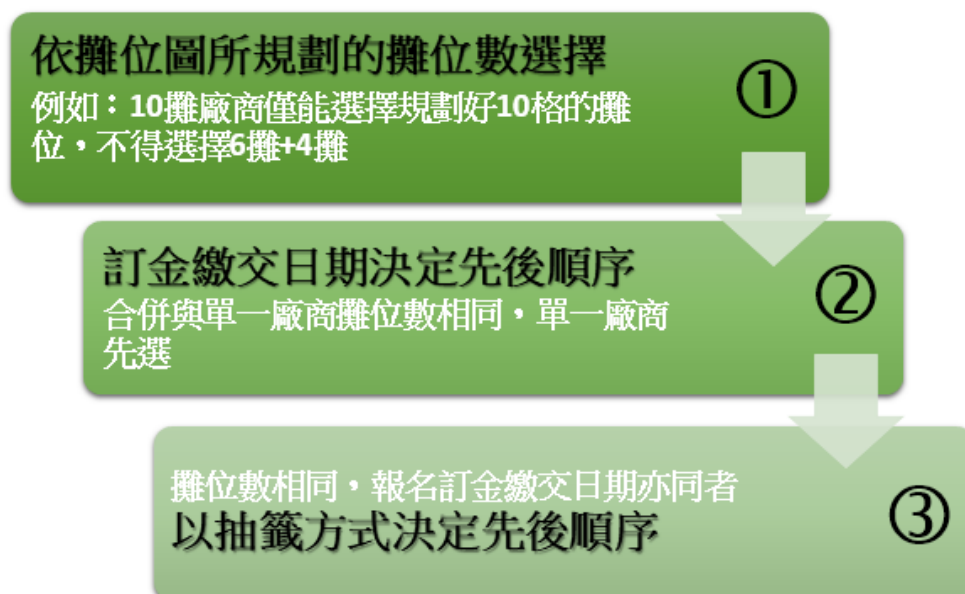 依攤位圖所規劃的攤位數選擇
例如：10攤廠商僅能選擇規劃好10格的攤
位，不得選擇6攤+4攤
①
訂金繳交日期決定先後順序
合併與單一廠商攤位數相同，單一廠商
先選
②
攤位數相同，報名訂金繳交日期亦同者
以抽籤方式決定先後順序
③